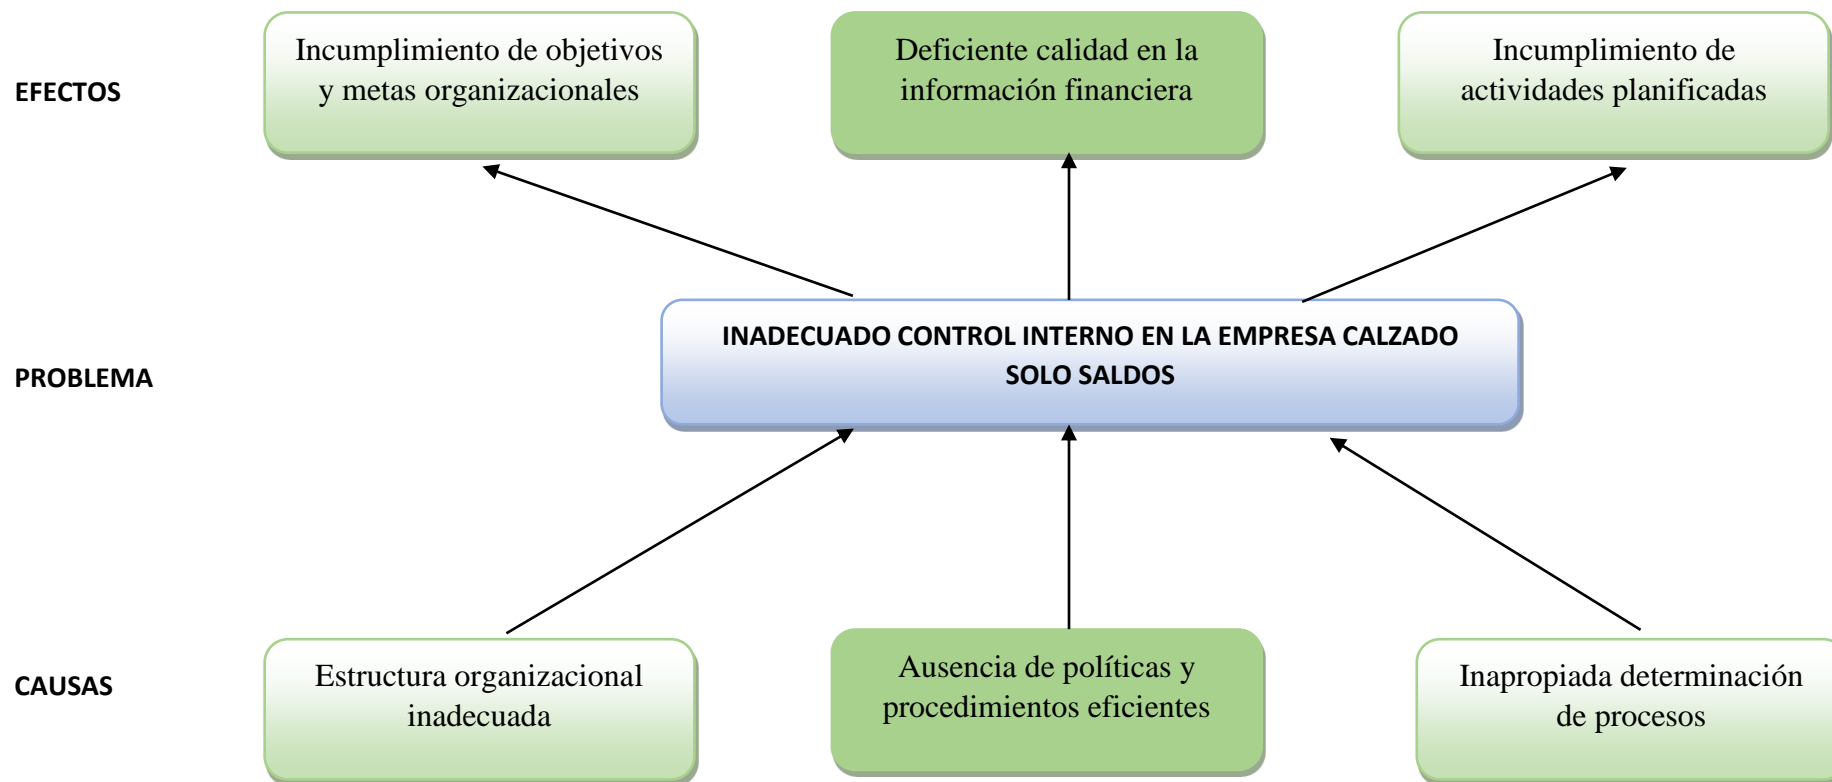 EFECTOS
Incumplimiento de objetivos
y metas organizacionales
Deficiente calidad en la
información financiera
Incumplimiento de
actividades planificadas
PROBLEMA
INADECUADO CONTROL INTERNO EN LA EMPRESA CALZADO
SOLO SALDOS
CAUSAS
Estructura organizacional
inadecuada
Ausencia de políticas y
procedimientos eficientes
Inapropiada determinación
de procesos